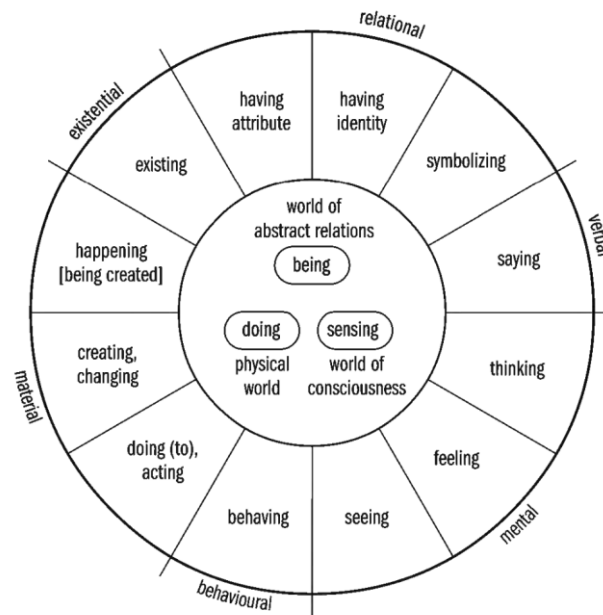 relational
existential
having
attribute
having
identity
existing
symbolizing
world of
abstract relations
being
verbal
happening
[being created]
saying
doing
sensing
physical
world
world of
consciousness
creating,
changing
thinking
material
doing (to),
acting
feeling
behaving
seeing
mental
behavioural